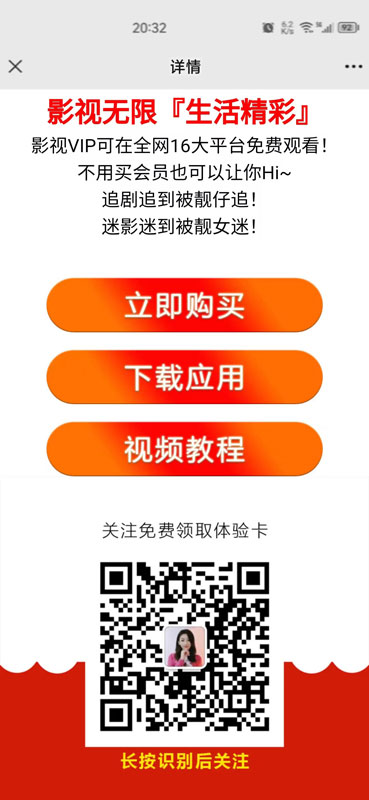 20:32
6.2
K/s
5G
92
详情
影视无限『生活精彩』
影视VIP可在全网16大平台免费观看！
不用买会员也可以让你Hi~
追剧追到被靓仔追！
迷影迷到被靓女迷！
立即购买
下载应用
视频教程
关注免费领取体验卡
长按识别后关注